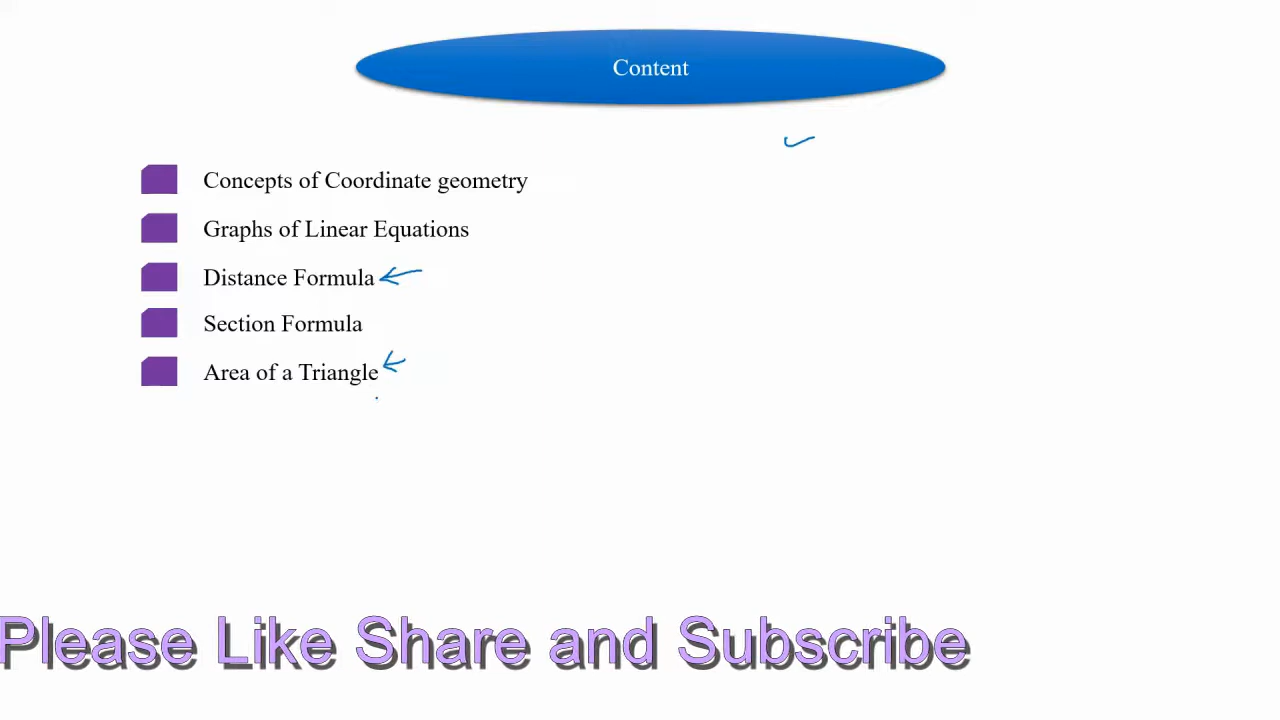 Content
Concepts of Coordinate geometry
Graphs of Linear Equations
Distance Formula
Section Formula
Area of a Triangle
Please Like Share and Subscribe